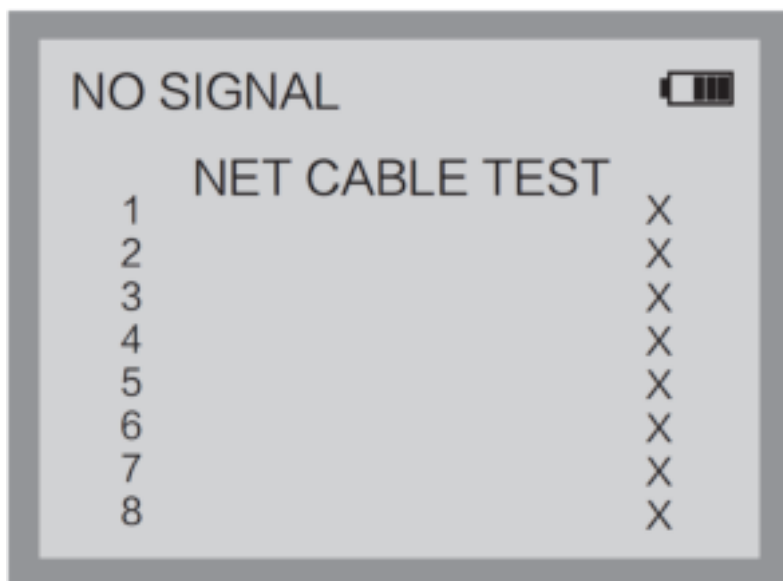 NO SIGNAL
NET CABLE TEST
1 X
2 X
3 X
4 X
5 X
6 X
7 X
8 X